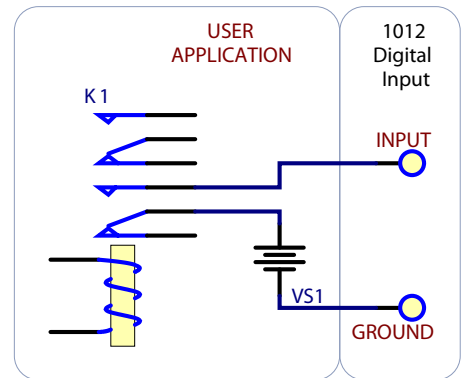 USER
APPLICATION
1012
Digital
Input
K1
INPUT
VS1
GROUND